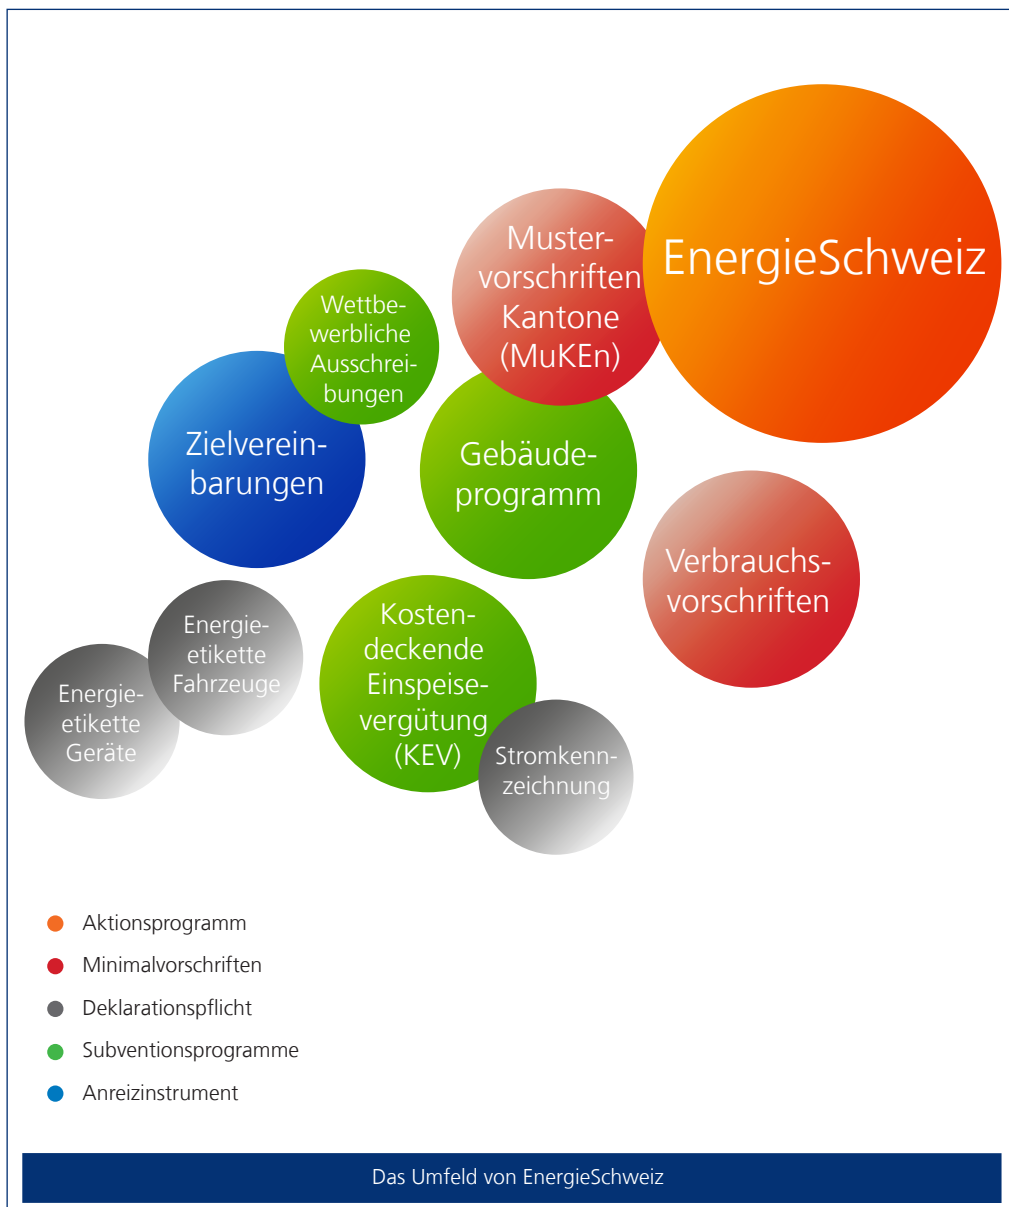 EnergieSchweiz
Muster-
vorschriften
Kantone
(MuKEn)
Wettbe-
werbliche
Ausschrei-
bungen
Zielverein-
barungen
Gebäude-
programm
Verbrauchs-
vorschriften
Energie-
etikette
Fahrzeuge
Energie-
etikette
Geräte
Kosten-
deckende
Einspeise-
vergütung
(KEV)
Stromkenn-
zeichnung
Aktionsprogramm
Minimalvorschriften
Deklarationspflicht
Subventionsprogramme
Anreizinstrument
Das Umfeld von EnergieSchweiz